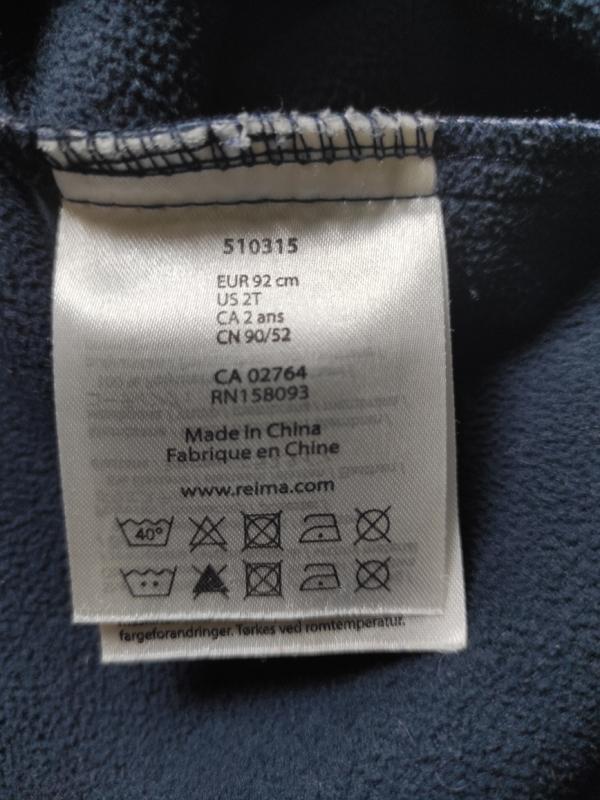 510315
EUR 92 cm
US 2T
CA 2 ans
CN 90/52
CA 02764
RN158093
Made in China
Fabrique en Chine
www.reima.com
40°
fargeforandringer. Tørkes ved romtemperatur.